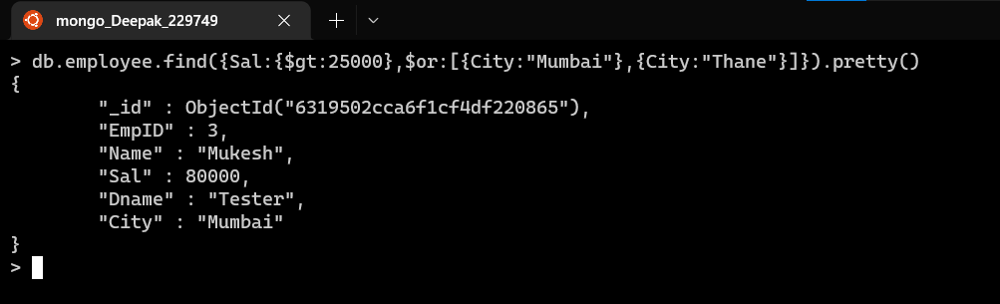 mongo_Deepak_229749
> db.employee.find({Sal:{$gt:25000},$or:[{City:"Mumbai"},{City:"Thane"}]}).pretty()
{
        "_id" : ObjectId("6319502cca6f1cf4df220865"),
        "EmpID" : 3,
        "Name" : "Mukesh",
        "Sal" : 80000,
        "Dname" : "Tester",
        "City" : "Mumbai"
}
>